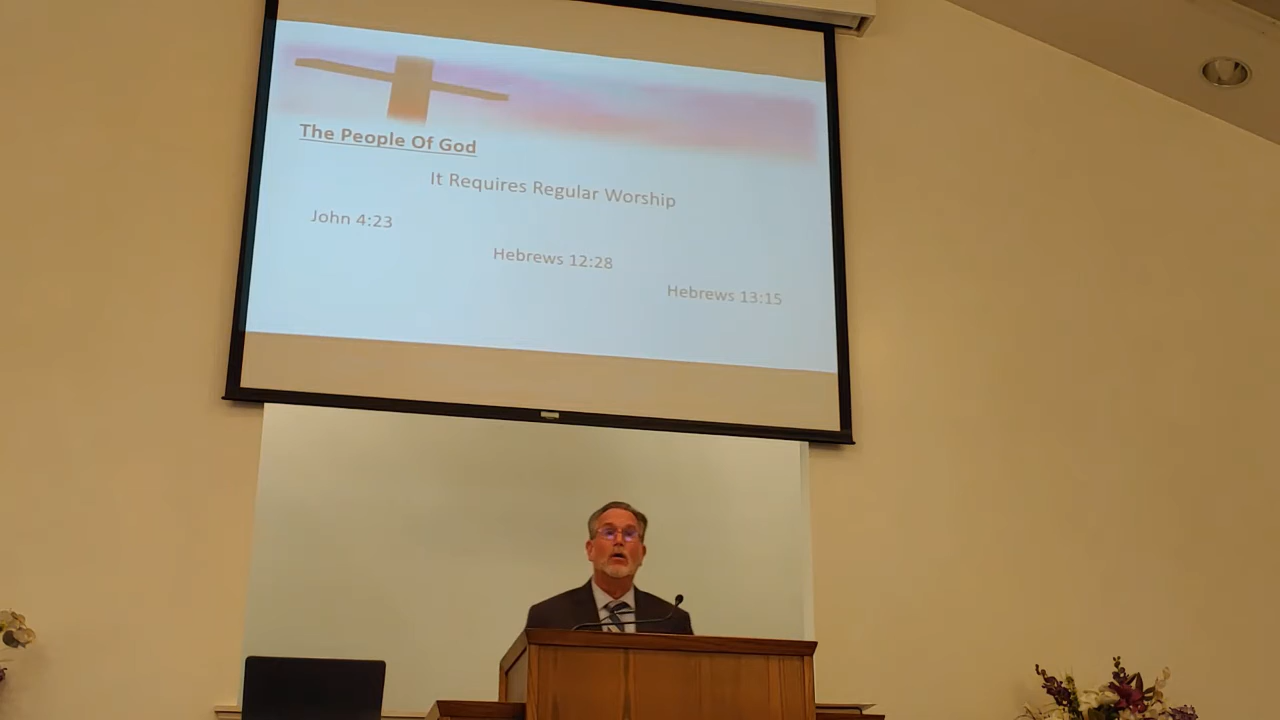 The People Of God
It Requires Regular Worship
John 4:23
Hebrews 12:28
Hebrews 13:15